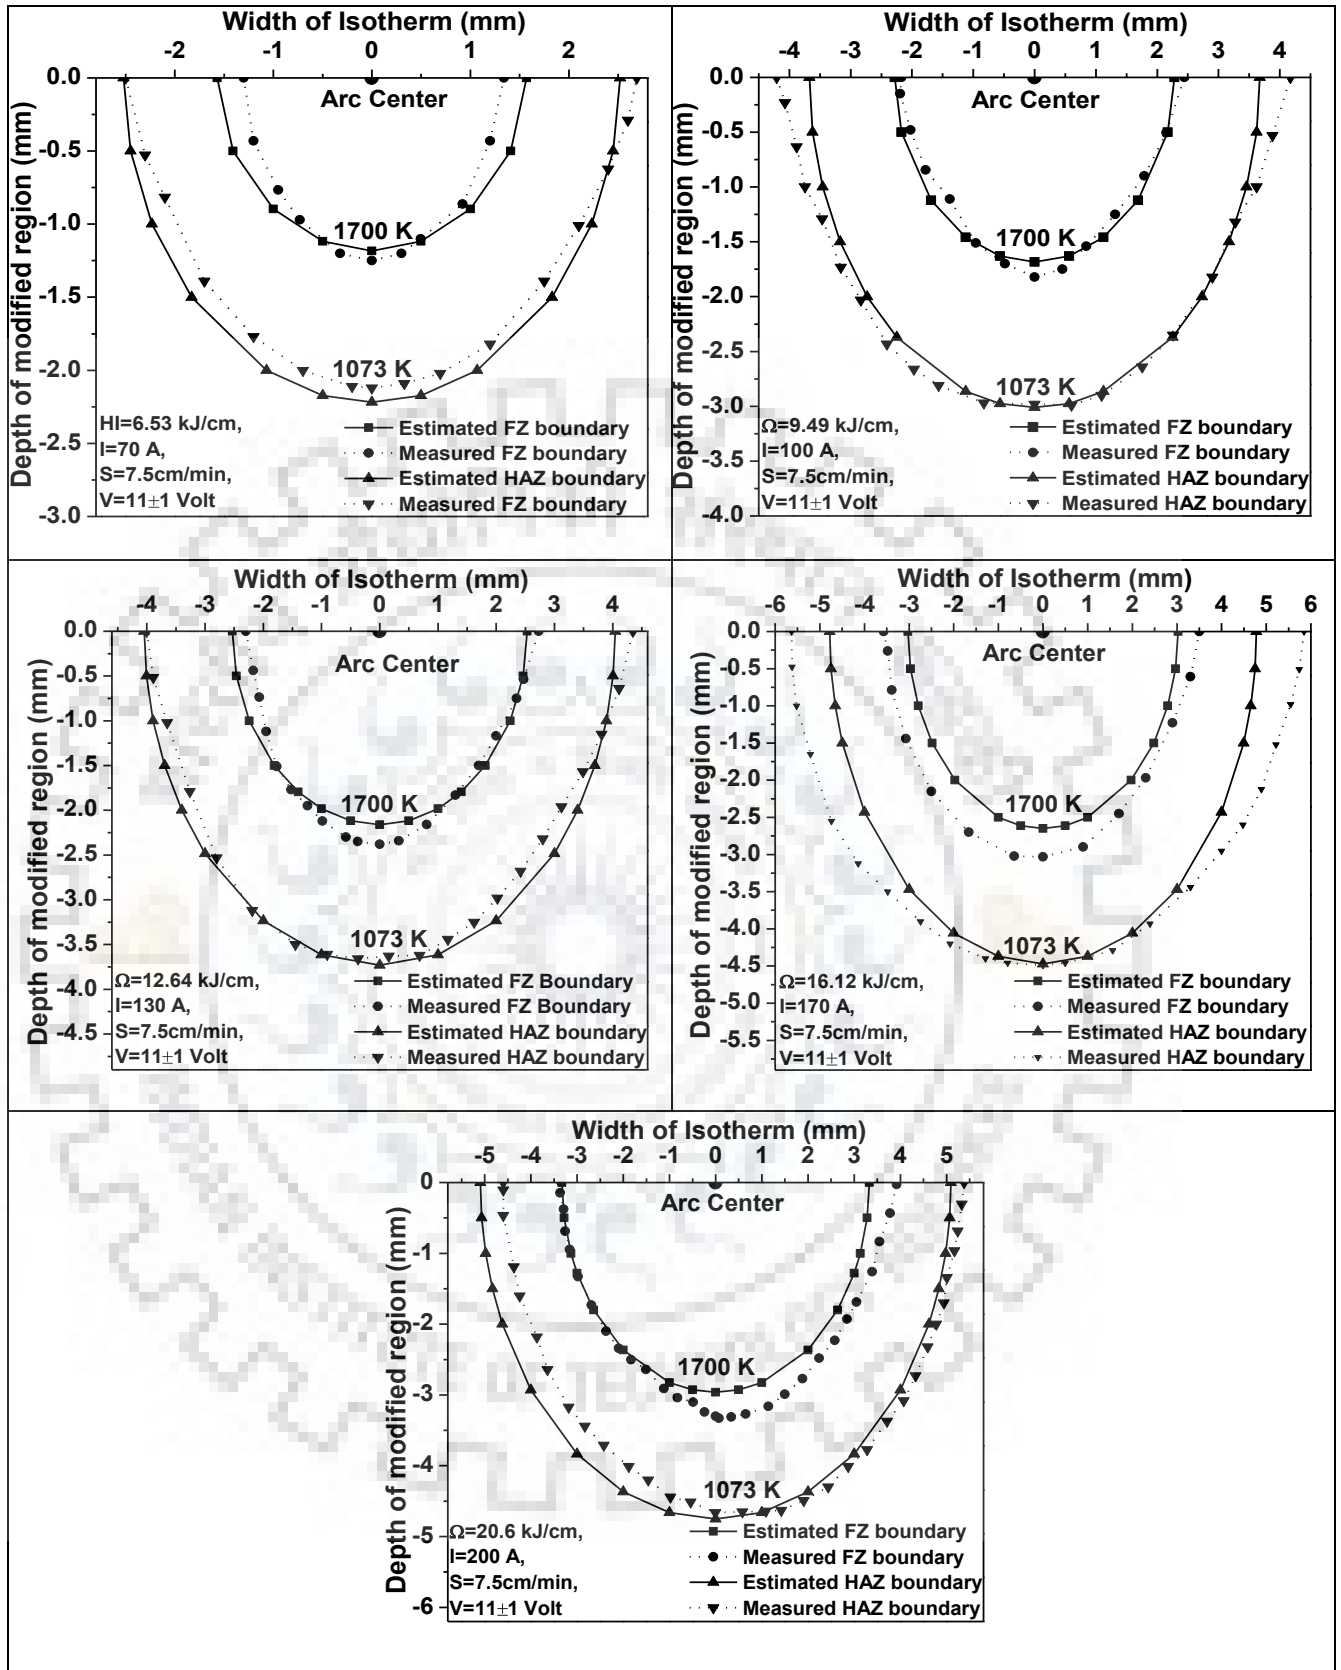 Width of Isotherm (mm)
-2 -1 0 1 2
0.0
-0.5
-1.0
-1.5
-2.0
-2.5
-3.0
Depth of modified region (mm)
Arc Center
1700 K
1073 K
HI=6.53 kJ/cm,
I=70 A,
S=7.5cm/min,
V=11±1 Volt
Estimated FZ boundary
Measured FZ boundary
Estimated HAZ boundary
Measured FZ boundary
Width of Isotherm (mm)
-4 -3 -2 -1 0 1 2 3 4
0.0
-0.5
-1.0
-1.5
-2.0
-2.5
-3.0
-3.5
-4.0
Depth of modified region (mm)
Arc Center
1700 K
1073 K
Ω=9.49 kJ/cm,
I=100 A,
S=7.5cm/min,
V=11±1 Volt
Estimated FZ boundary
Measured FZ boundary
Estimated HAZ boundary
Measured HAZ boundary
Width of Isotherm (mm)
-4 -3 -2 -1 0 1 2 3 4
0.0
-0.5
-1.0
-1.5
-2.0
-2.5
-3.0
-3.5
-4.0
-4.5
Depth of modified region (mm)
Arc Center
1700 K
1073 K
Ω=12.64 kJ/cm,
I=130 A,
S=7.5cm/min,
V=11±1 Volt
Estimated FZ Boundary
Measured FZ Boundary
Estimated HAZ boundary
Measured HAZ boundary
Width of Isotherm (mm)
-6 -5 -4 -3 -2 -1 0 1 2 3 4 5 6
0.0
-0.5
-1.0
-1.5
-2.0
-2.5
-3.0
-3.5
-4.0
-4.5
-5.0
-5.5
Depth of modified region (mm)
Arc Center
1700 K
1073 K
Ω=16.12 kJ/cm,
I=170 A,
S=7.5cm/min,
V=11±1 Volt
Estimated FZ boundary
Measured FZ boundary
Estimated HAZ boundary
Measured HAZ boundary
Width of Isotherm (mm)
-5 -4 -3 -2 -1 0 1 2 3 4 5
0
-1
-2
-3
-4
-5
-6
Depth of modified region (mm)
Arc Center
1700 K
1073 K
Ω=20.6 kJ/cm,
I=200 A,
S=7.5cm/min,
V=11±1 Volt
Estimated FZ boundary
Measured FZ boundary
Estimated HAZ boundary
Measured HAZ boundary